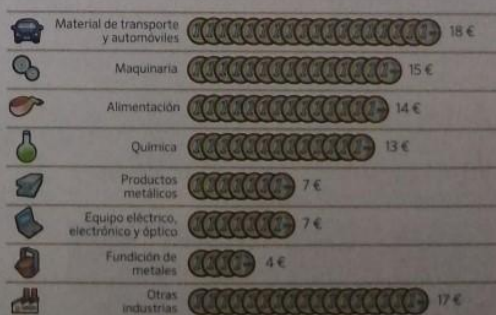 Material de transporte
y automóviles
18 €
Maquinaria
15 €
Alimentación
14 €
Química
13 €
Productos
metálicos
7 €
Equipo eléctrico,
electrónico y óptico
7 €
Fundición de
metales
4 €
Otras
industrias
17 €